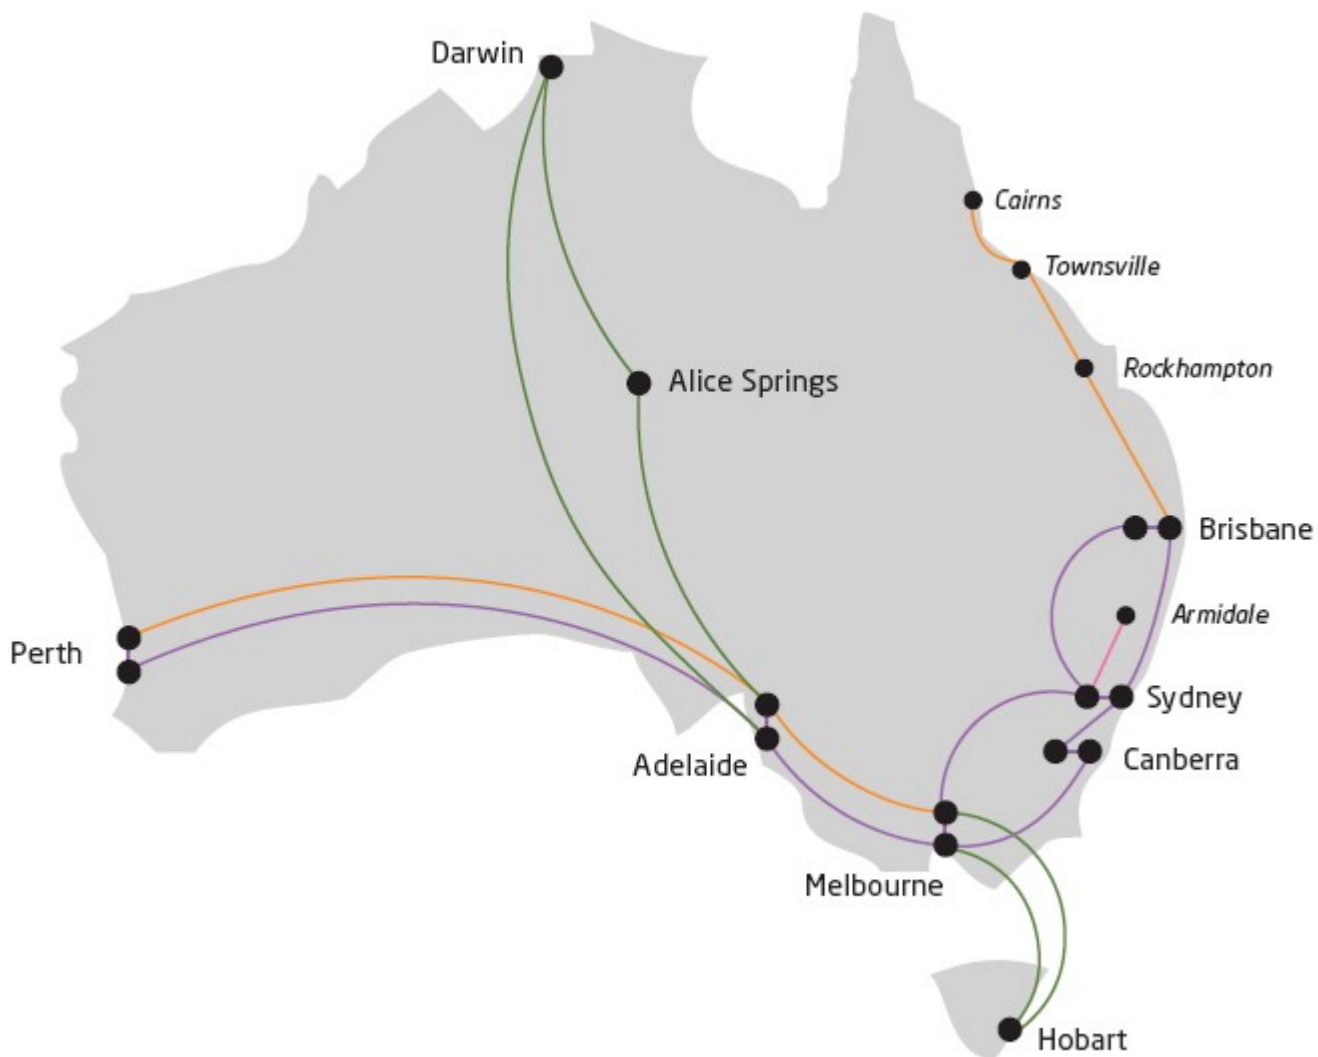 Darwin
Cairns
Townsville
Rockhampton
Alice Springs
Brisbane
Armidale
Perth
Sydney
Canberra
Adelaide
Melbourne
Hobart